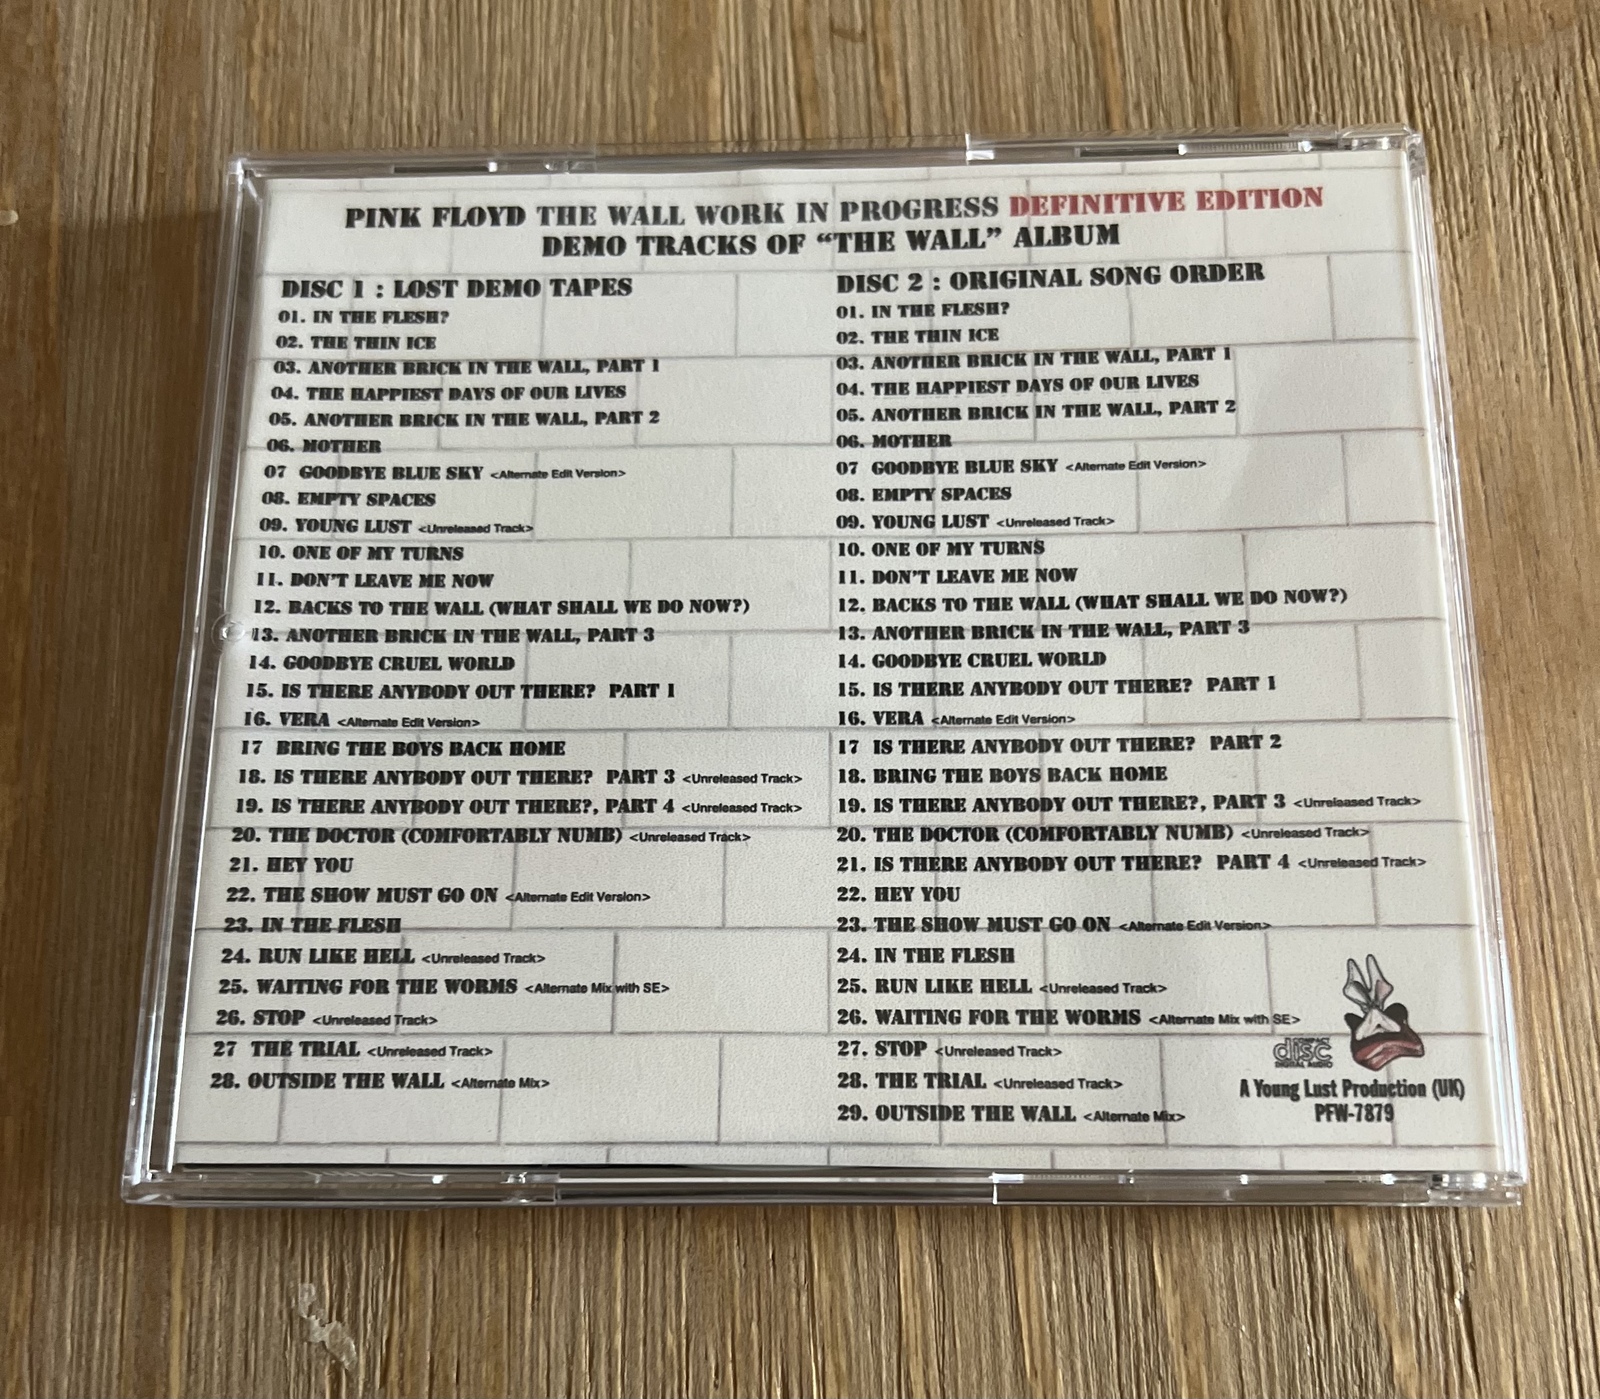 PINK FLOYD THE WALL WORK IN PROGRESS DEFINITIVE EDITION
DEMO TRACKS OF “THE WALL” ALBUM
DISC 1 : LOST DEMO TAPES
01. IN THE FLESH?
02. THE THIN ICE
03. ANOTHER BRICK IN THE WALL, PART 1
04. THE HAPPIEST DAYS OF OUR LIVES
05. ANOTHER BRICK IN THE WALL, PART 2
06. MOTHER
07 GOODBYE BLUE SKY <Alternate Edit Version>
08. EMPTY SPACES
09. YOUNG LUST <Unreleased Track>
10. ONE OF MY TURNS
11. DON'T LEAVE ME NOW
12. BACKS TO THE WALL (WHAT SHALL WE DO NOW?)
13. ANOTHER BRICK IN THE WALL, PART 3
14. GOODBYE CRUEL WORLD
15. IS THERE ANYBODY OUT THERE? PART 1
16. VERA <Alternate Edit Version>
17 BRING THE BOYS BACK HOME
18. IS THERE ANYBODY OUT THERE? PART 3 <Unreleased Track>
19. IS THERE ANYBODY OUT THERE?, PART 4 <Unreleased Track>
20. THE DOCTOR (COMFORTABLY NUMB) <Unreleased Track>
21. HEY YOU
22. THE SHOW MUST GO ON <Alternate Edit Version>
23. IN THE FLESH
24. RUN LIKE HELL <Unreleased Track>
25. WAITING FOR THE WORMS <Alternate Mix with SE>
26. STOP <Unreleased Track>
27 THE TRIAL <Unreleased Track>
28. OUTSIDE THE WALL <Alternate Mix>
DISC 2 : ORIGINAL SONG ORDER
01. IN THE FLESH?
02. THE THIN ICE
03. ANOTHER BRICK IN THE WALL, PART 1
04. THE HAPPIEST DAYS OF OUR LIVES
05. ANOTHER BRICK IN THE WALL, PART 2
06. MOTHER
07 GOODBYE BLUE SKY <Alternate Edit Version>
08. EMPTY SPACES
09. YOUNG LUST <Unreleased Track>
10. ONE OF MY TURNS
11. DON'T LEAVE ME NOW
12. BACKS TO THE WALL (WHAT SHALL WE DO NOW?)
13. ANOTHER BRICK IN THE WALL, PART 3
14. GOODBYE CRUEL WORLD
15. IS THERE ANYBODY OUT THERE? PART 1
16. VERA <Alternate Edit Version>
17 IS THERE ANYBODY OUT THERE? PART 2
18. BRING THE BOYS BACK HOME
19. IS THERE ANYBODY OUT THERE?, PART 3 <Unreleased Track>
20. THE DOCTOR (COMFORTABLY NUMB) <Unreleased Track>
21. IS THERE ANYBODY OUT THERE? PART 4 <Unreleased Track>
22. HEY YOU
23. THE SHOW MUST GO ON <Alternate Edit Version>
24. IN THE FLESH
25. RUN LIKE HELL <Unreleased Track>
26. WAITING FOR THE WORMS <Alternate Mix with SE>
27. STOP <Unreleased Track>
28. THE TRIAL <Unreleased Track>
29. OUTSIDE THE WALL <Alternate Mix>
disc
DIGITAL AUDIO
A Young Lust Production (UK)
PFW-7879